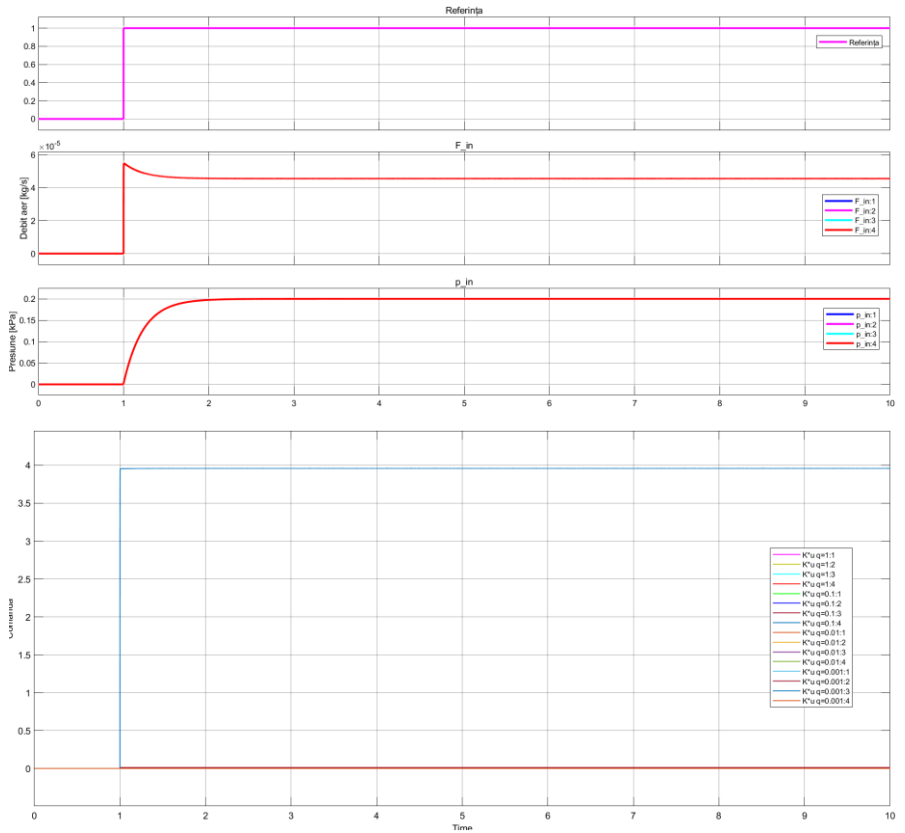 Referința
1
0.8
0.6
0.4
0.2
0
Referința
×10⁻⁵
F_in
6
4
2
0
Debit aer [kg/s]
F_in:1
F_in:2
F_in:3
F_in:4
p_in
0.2
0.15
0.1
0.05
0
Presiune [kPa]
p_in:1
p_in:2
p_in:3
p_in:4
0 1 2 3 4 5 6 7 8 9 10
4
3.5
3
2.5
2
1.5
1
0.5
0
K*u q=1:1
K*u q=1:2
K*u q=1:3
K*u q=1:4
K*u q=0.1:1
K*u q=0.1:2
K*u q=0.1:3
K*u q=0.1:4
K*u q=0.01:1
K*u q=0.01:2
K*u q=0.01:3
K*u q=0.01:4
K*u q=0.001:1
K*u q=0.001:2
K*u q=0.001:3
K*u q=0.001:4
0 1 2 3 4 5 6 7 8 9 10
Time